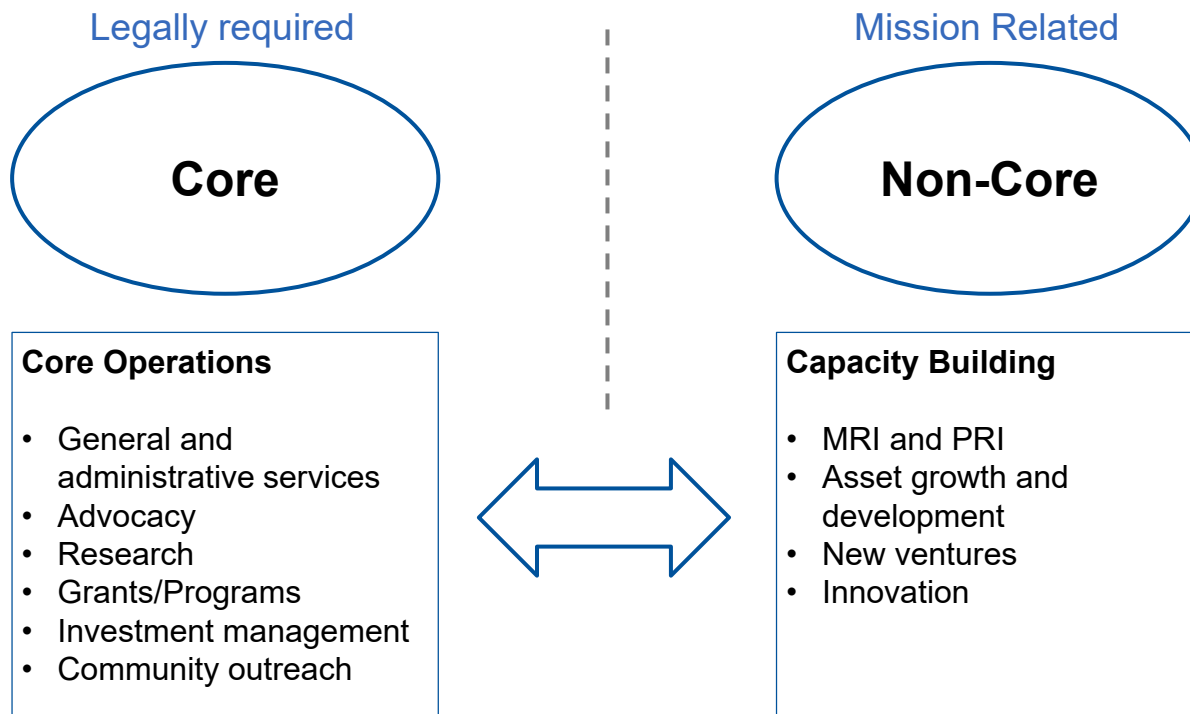 Legally required
Mission Related
Core
Non-Core
Core Operations
• General and
administrative services
• Advocacy
• Research
• Grants/Programs
• Investment management
• Community outreach
Capacity Building
• MRI and PRI
• Asset growth and
development
• New ventures
• Innovation